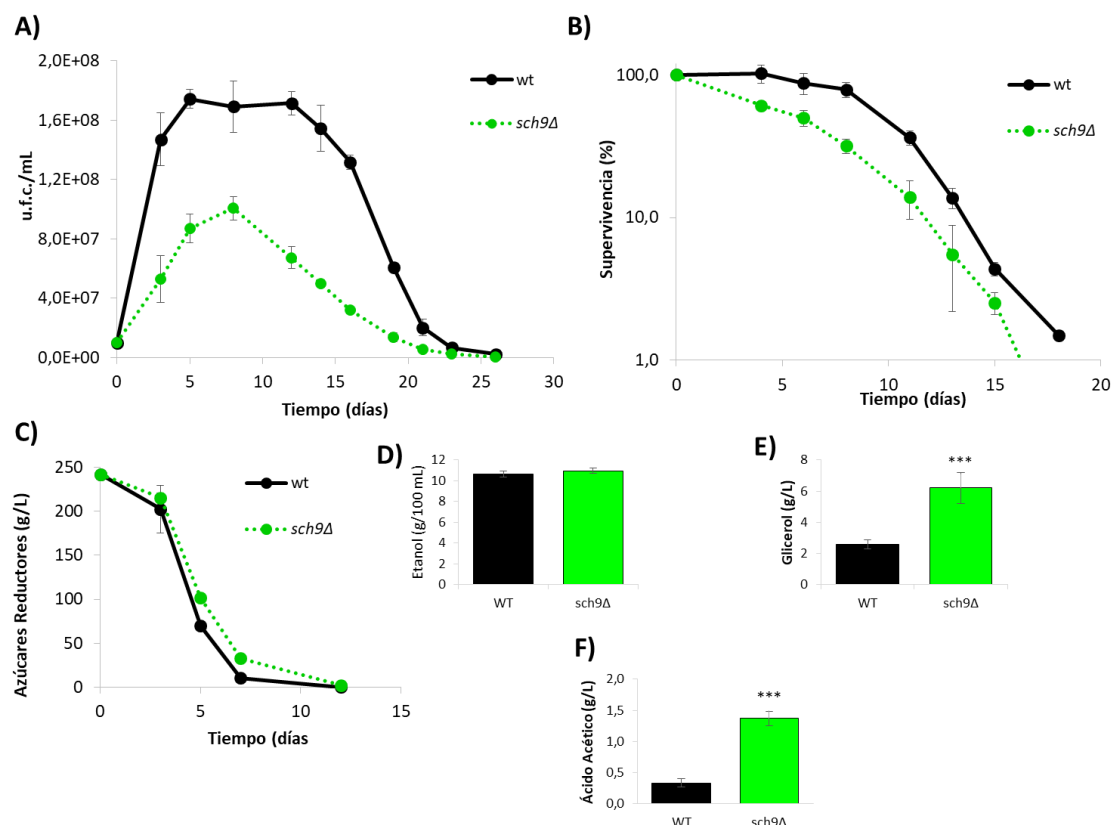 A)
2,0E+08
1,6E+08
1,2E+08
8,0E+07
4,0E+07
0,0E+00
u.f.c./mL
0 5 10 15 20 25 30
Tiempo (días)
wt
sch9Δ
B)
100,0
10,0
1,0
Supervivencia (%)
0 5 10 15 20
Tiempo (días)
wt
sch9Δ
C)
250
200
150
100
50
0
Azúcares Reductores (g/L)
0 5 10 15
Tiempo (días
wt
sch9Δ
D)
12
10
8
6
4
2
0
Etanol (g/100 mL)
WT sch9Δ
E)
8
6
4
2
0
Glicerol (g/L)
***
WT sch9Δ
F)
2,0
1,5
1,0
0,5
0,0
Ácido Acético (g/L)
***
WT sch9Δ